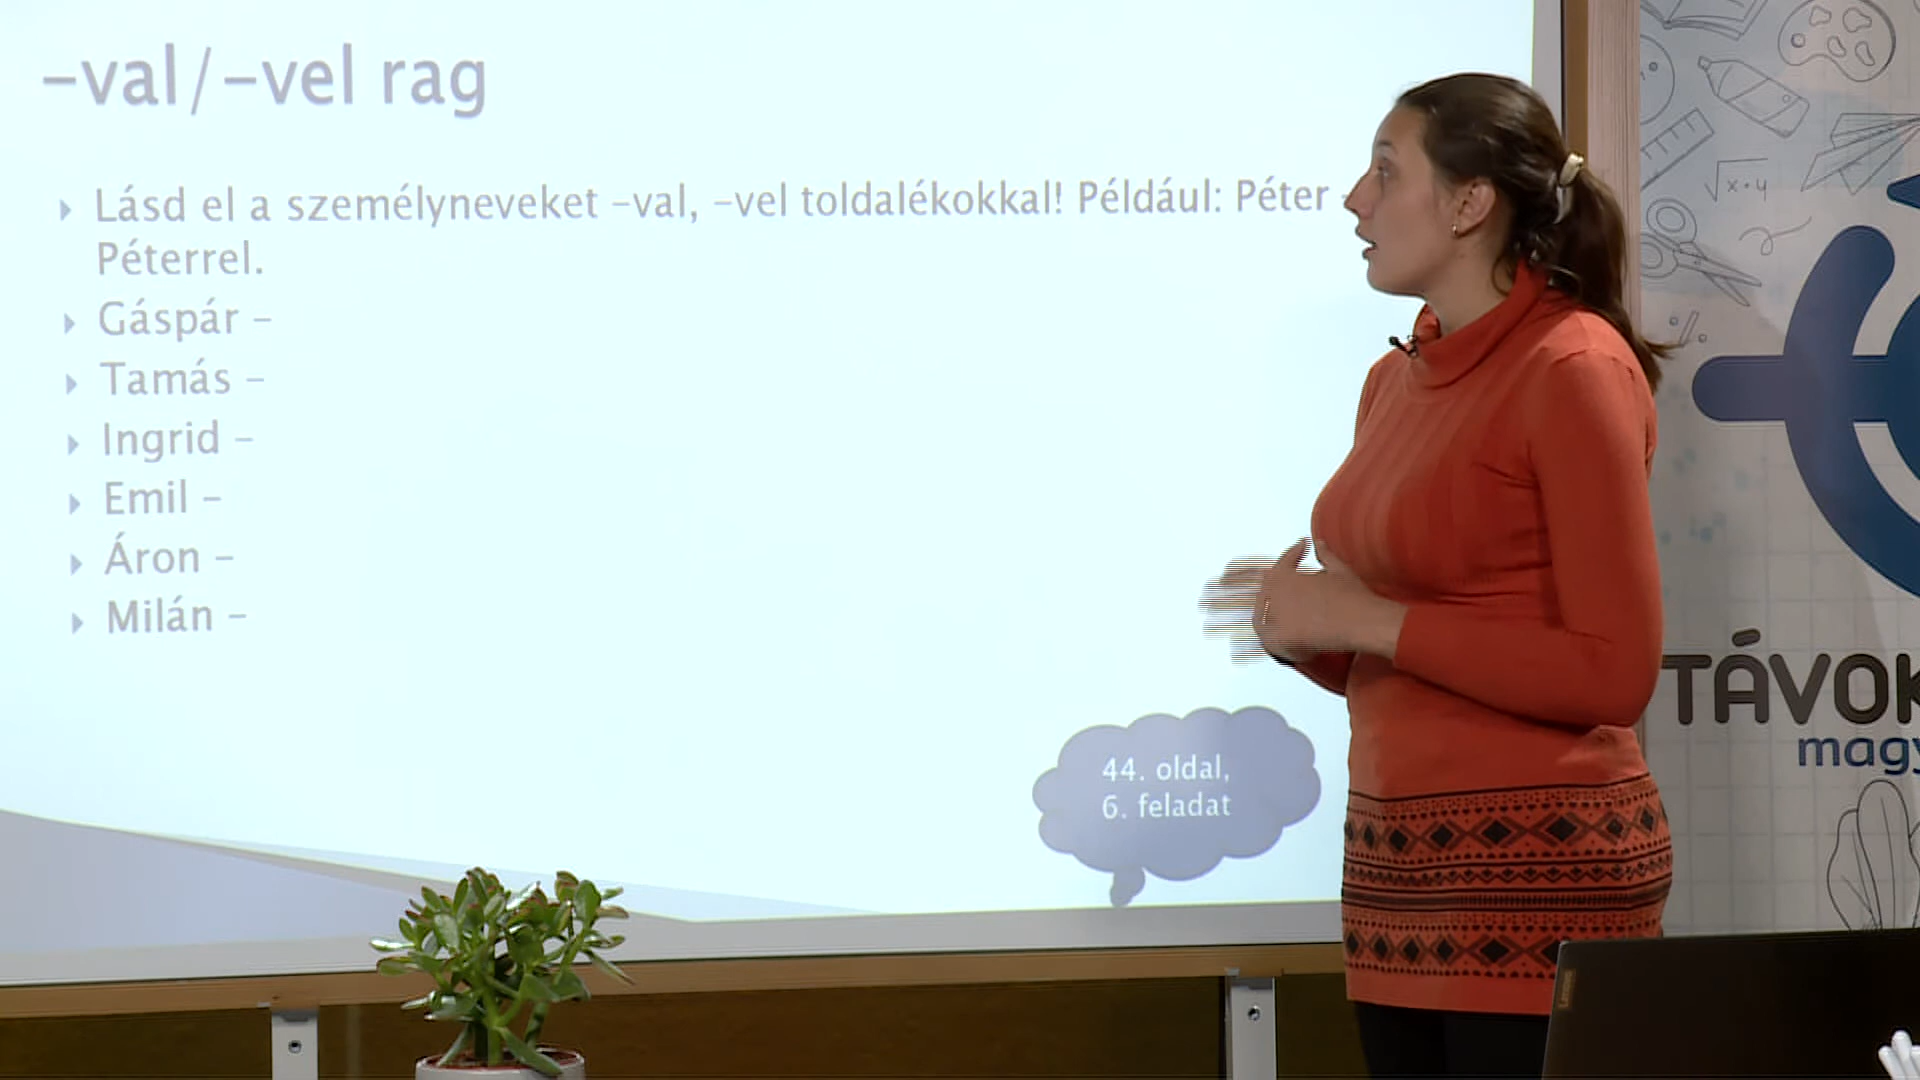 -val/-vel rag
Lásd el a személyneveket -val, -vel toldalékokkal! Például: Péter
Péterrel.
Gáspár -
Tamás -
Ingrid -
Emil -
Áron -
Milán -
44. oldal,
6. feladat
√x·y
%
TÁVOK
magy
Lenovo